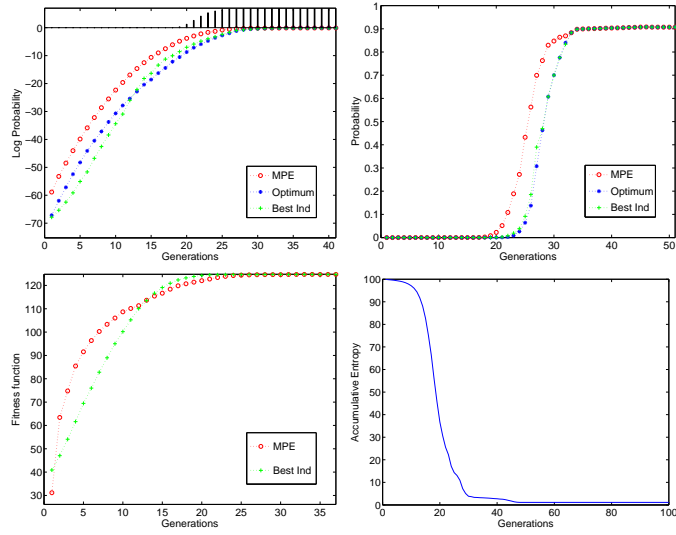 10
0
−10
−20
−30
−40
−50
−60
−70
Log Probability
MPE
Optimum
Best Ind
0 5 10 15 20 25 30 35 40
Generations
1
0.9
0.8
0.7
0.6
0.5
0.4
0.3
0.2
0.1
0
Probability
MPE
Optimum
Best Ind
0 10 20 30 40 50
Generations
120
110
100
90
80
70
60
50
40
30
Fitness function
MPE
Best Ind
0 5 10 15 20 25 30 35
Generations
100
90
80
70
60
50
40
30
20
10
0
Accumulative Entropy
0 20 40 60 80 100
Generations